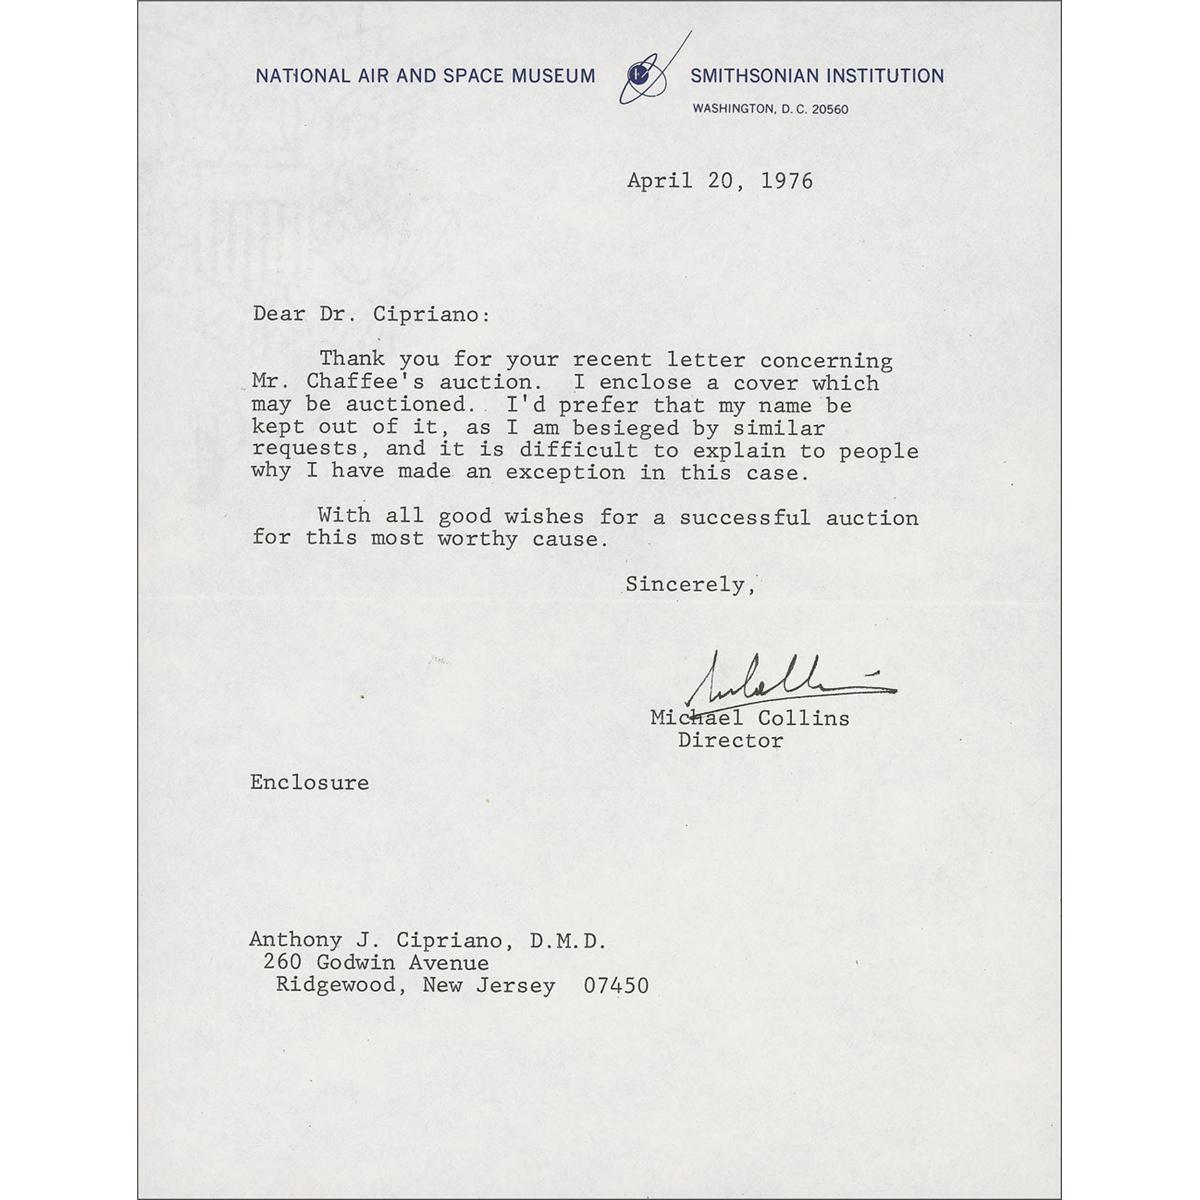 NATIONAL AIR AND SPACE MUSEUM SMITHSONIAN INSTITUTION
WASHINGTON, D. C. 20560
April 20, 1976
Dear Dr. Cipriano:
Thank you for your recent letter concerning
Mr. Chaffee's auction. I enclose a cover which
may be auctioned. I'd prefer that my name be
kept out of it, as I am besieged by similar
requests, and it is difficult to explain to people
why I have made an exception in this case.
With all good wishes for a successful auction
for this most worthy cause.
Sincerely,
Michael Collins
Director
Enclosure
Anthony J. Cipriano, D.M.D.
260 Godwin Avenue
Ridgewood, New Jersey 07450